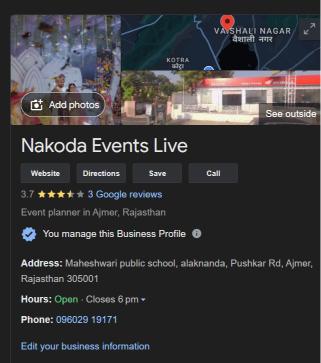 VAISHALI NAGAR
वैशाली नगर
KOTRA
कोट्रा
Add photos
See outside
Nakoda Events Live
Website Directions Save Call
3.7 3 Google reviews
Event planner in Ajmer, Rajasthan
You manage this Business Profile
Address: Maheshwari public school, alaknanda, Pushkar Rd, Ajmer,
Rajasthan 305001
Hours: Open · Closes 6 pm
Phone: 096029 19171
Edit your business information